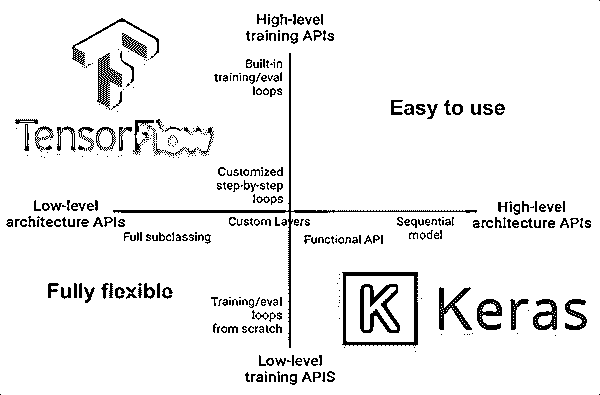 High-level
training APIs
Built-in
training/eval
loops
Easy to use
TensorFlow
Customized
step-by-step
loops
Low-level
architecture APIs
High-level
architecture APIs
Custom Layers
Sequential
model
Full subclassing
Functional API
Fully flexible
Training/eval
loops
from scratch
K Keras
Low-level
training APIS